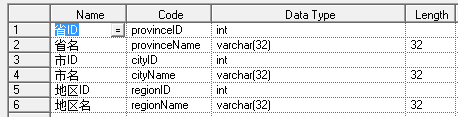 Name Code Data Type Length
1 省ID = provinceID int
2 省名 provinceName varchar(32) 32
3 市ID cityID int
4 市名 cityName varchar(32) 32
5 地区ID regionID int
6 地区名 regionName varchar(32) 32